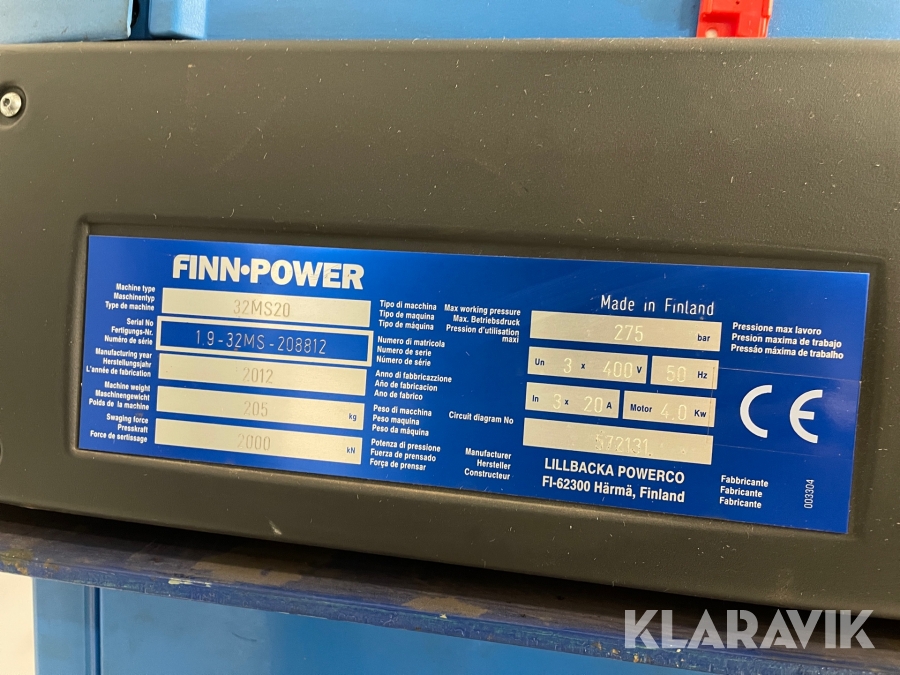 FINN•POWER
Machine type
Maschinentyp
Type de machine
32MS20
Tipo di macchina
Tipo de maquina
Tipo de máquina
Serial No
Fertigungs-Nr.
Numéro de série
1.9-32MS-208812
Numero di matricola
Numero de serie
Número de série
Manufacturing year
Herstellungsjahr
L'année de fabrication
2012
Anno di fabbricazzione
Año de fabricacion
Ano de fabrico
Machine weight
Maschinengewicht
Poids de la machine
205 kg
Peso di macchina
Peso maquina
Peso da máquina
Swaging force
Presskraft
Force de sertissage
2000 kN
Potenza di pressione
Fuerza de prensado
Força de prensar
Made in Finland
Max working pressure
Max. Betriebsdruck
Pression d'utilisation
maxi
275 bar
Pressione max lavoro
Presion maxima de trabajo
Pressão máxima de trabalho
Un 3 x 400 V 50 Hz
In 3 x 20 A Motor 4.0 Kw
CE
Circuit diagram No
572131
Manufacturer
Hersteller
Constructeur
LILLBACKA POWERCO
FI-62300 Härmä, Finland
Fabbricante
Fabricante
Fabricante
003304
KLARAVIK